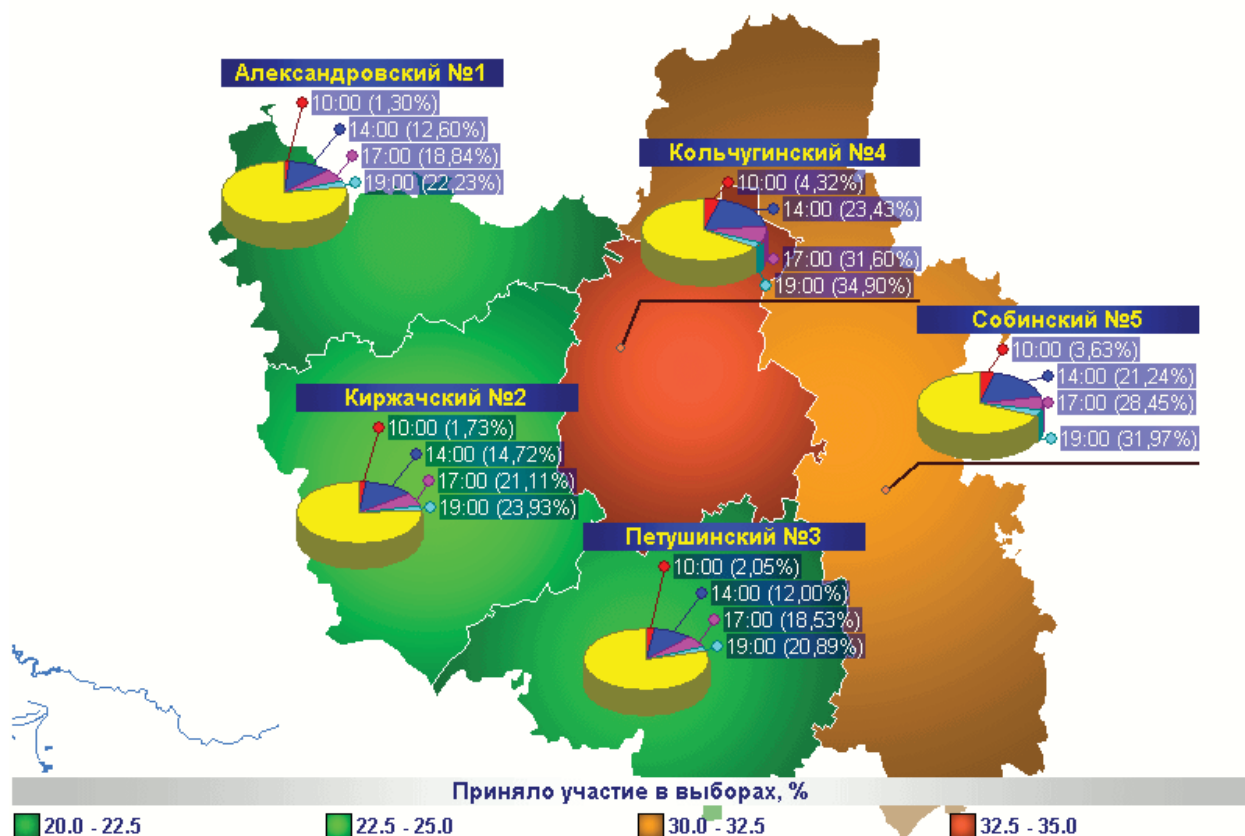 Александровский №1
10:00 (1,30%)
14:00 (12,60%)
17:00 (18,84%)
19:00 (22,23%)
Кольчугинский №4
10:00 (4,32%)
14:00 (23,43%)
17:00 (31,60%)
19:00 (34,90%)
Собинский №5
10:00 (3,63%)
14:00 (21,24%)
17:00 (28,45%)
19:00 (31,97%)
Киржачский №2
10:00 (1,73%)
14:00 (14,72%)
17:00 (21,11%)
19:00 (23,93%)
Петушинский №3
10:00 (2,05%)
14:00 (12,00%)
17:00 (18,53%)
19:00 (20,89%)
Приняло участие в выборах, %
20.0 - 22.5
22.5 - 25.0
30.0 - 32.5
32.5 - 35.0